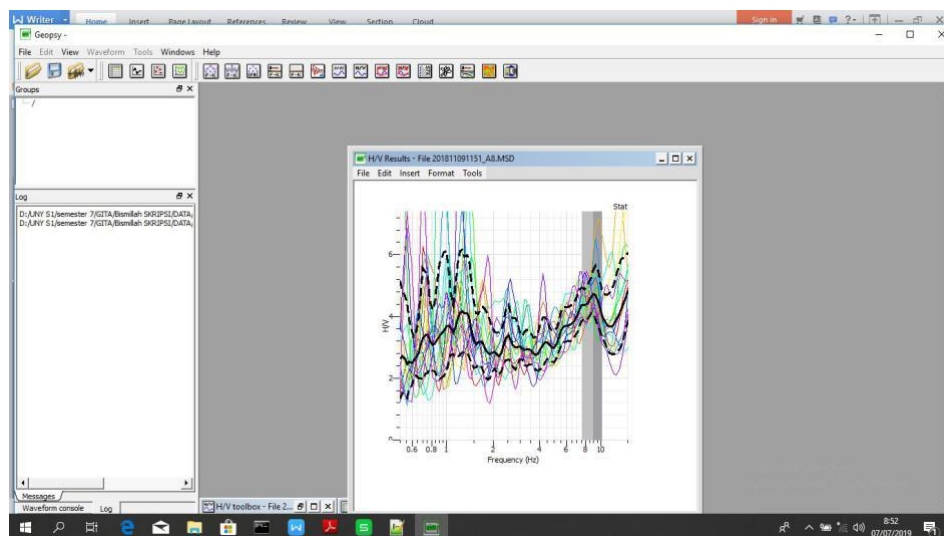 Writer Home Insert Page Layout References Review View Section Cloud Sign in
Geopsy -
File Edit View Waveform Tools Windows Help
Groups
/
Log
D:/UNY S1/semester 7/GITA/Bismillah SKRIPSI/DATA
D:/UNY S1/semester 7/GITA/Bismillah SKRIPSI/DATA
Messages
Waveform console Log
H/V Results - File 201811091151_A8.MSD
File Edit Insert Format Tools
Stat
6
4
2
0
H/V
0.6 0.8 1 2 4 6 8 10
Frequency (Hz)
H/V toolbox - File 2...
8:52
07/07/2019